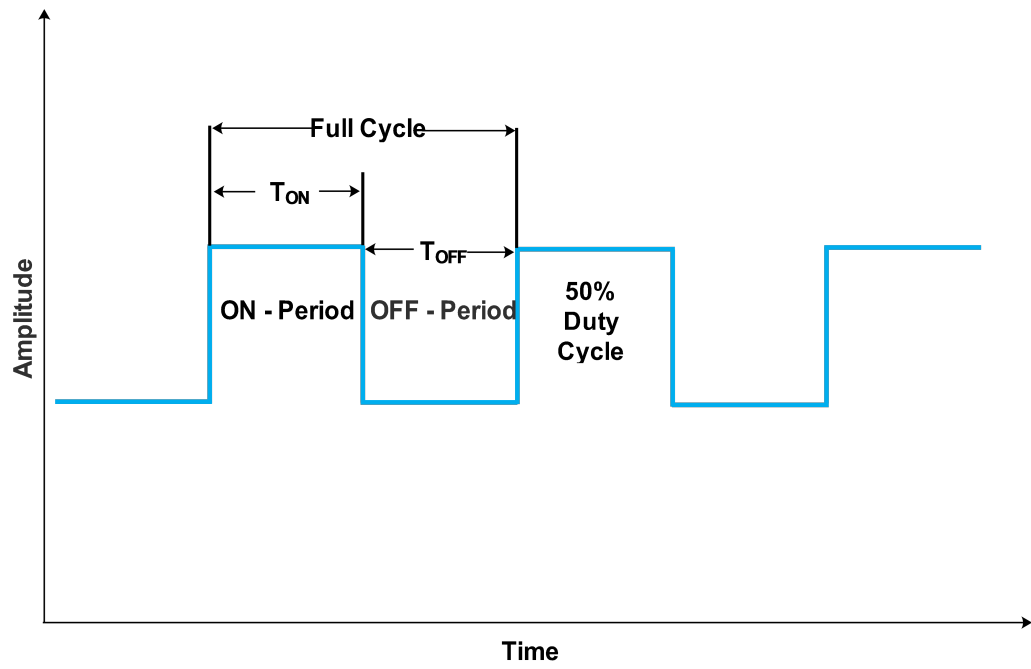 Full Cycle
TON
TOFF
ON - Period
OFF - Period
50%
Duty
Cycle
Amplitude
Time